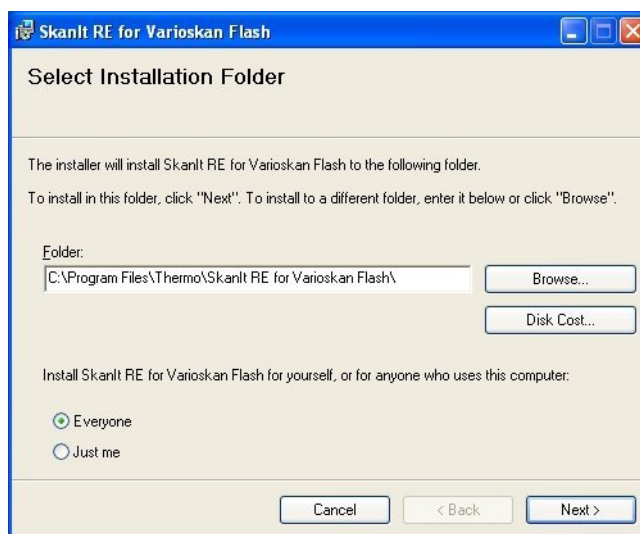 SkanIt RE for Varioskan Flash
Select Installation Folder
The installer will install SkanIt RE for Varioskan Flash to the following folder.
To install in this folder, click "Next". To install to a different folder, enter it below or click "Browse".
Folder:
C:\Program Files\Thermo\SkanIt RE for Varioskan Flash\
Browse...
Disk Cost...
Install SkanIt RE for Varioskan Flash for yourself, or for anyone who uses this computer:
Everyone
Just me
Cancel
< Back
Next >